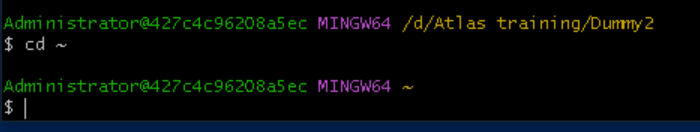 Administrator@427c4c96208a5ec MINGW64 /d/Atlas training/Dummy2
$ cd ~
Administrator@427c4c96208a5ec MINGW64 ~
$